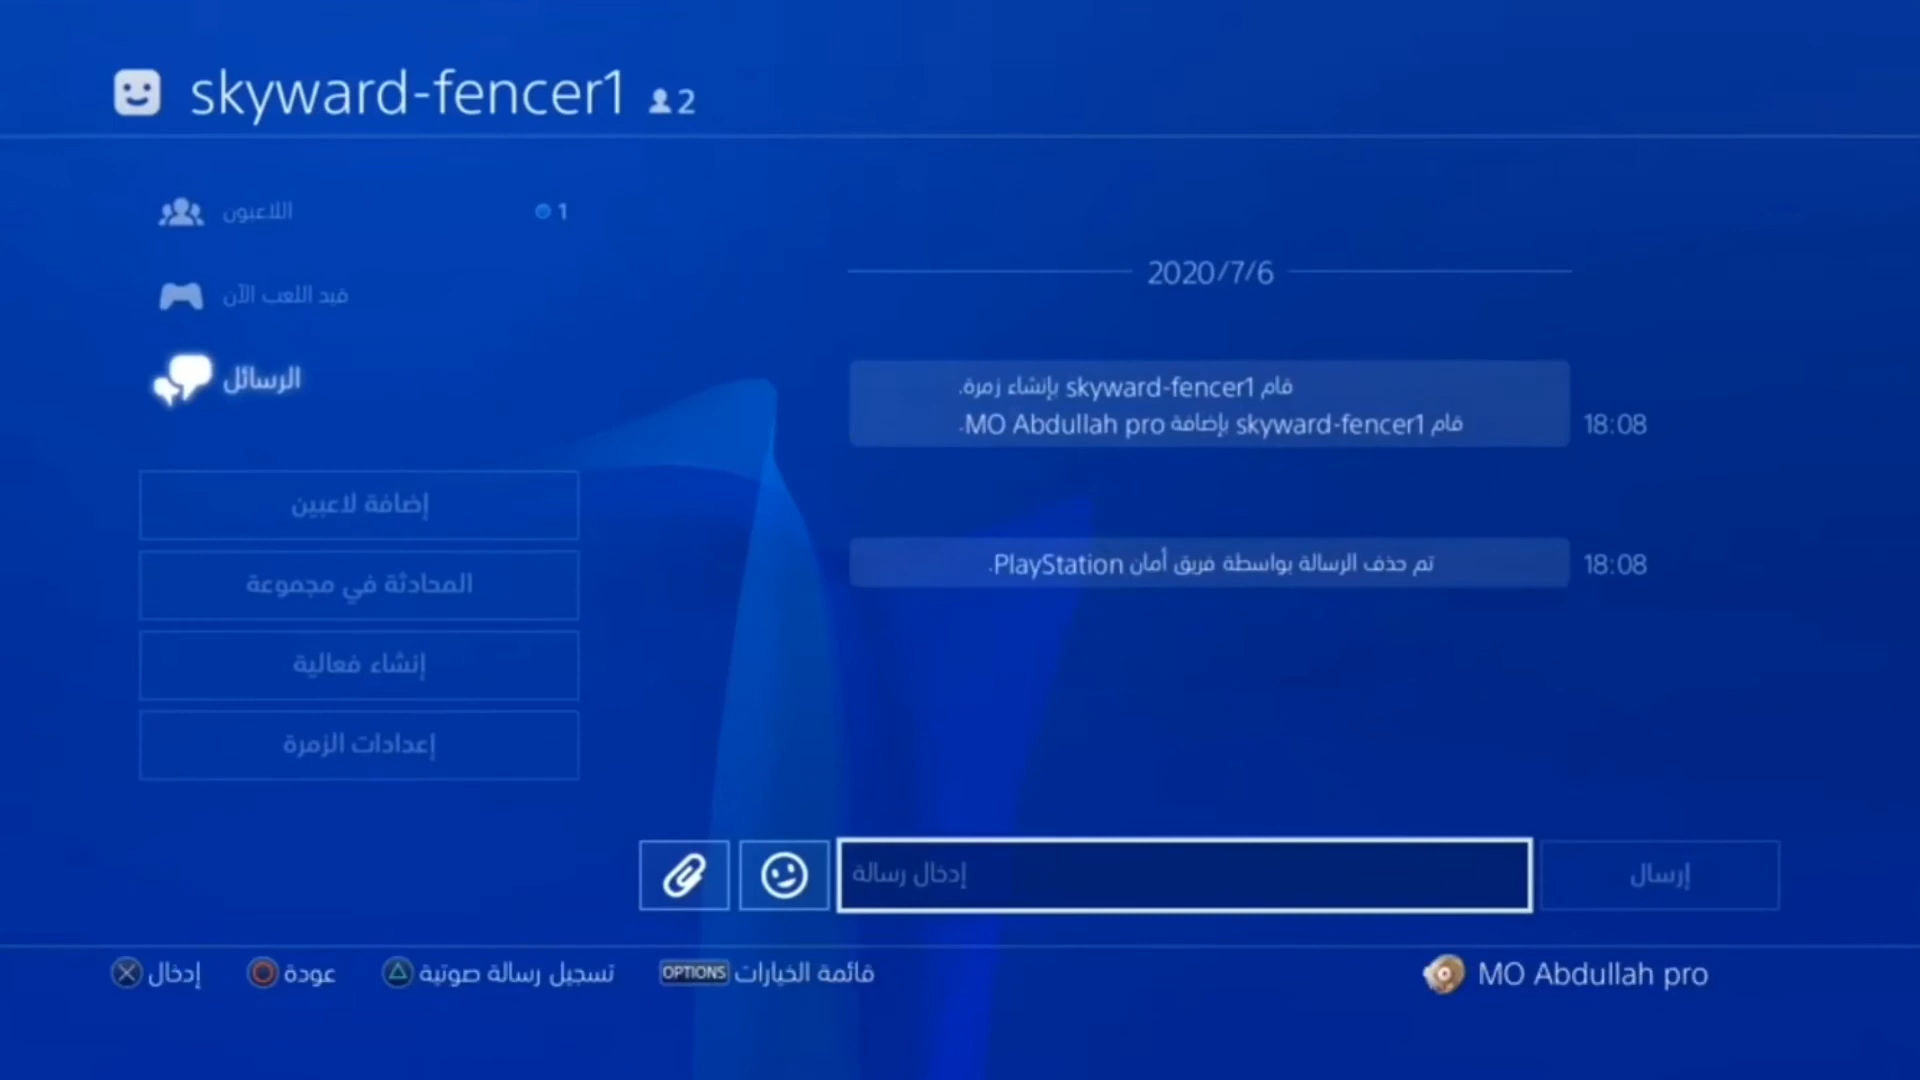 skyward-fencer1 2
اللاعبون 1
قيد اللعب الآن
الرسائل
إضافة لاعبين
المحادثة في مجموعة
إنشاء فعالية
إعدادات الزمرة
2020/7/6
قام skyward-fencer1 بإنشاء زمرة.
قام skyward-fencer1 بإضافة MO Abdullah pro.
18:08
تم حذف الرسالة بواسطة فريق أمان PlayStation.
18:08
إدخال رسالة
إرسال
إدخال
عودة
تسجيل رسالة صوتية
OPTIONS قائمة الخيارات
MO Abdullah pro